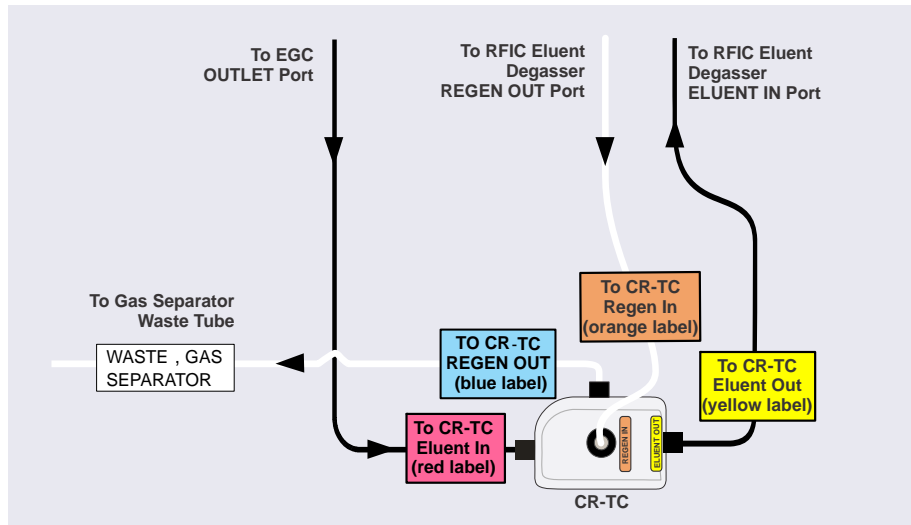 To EGC
OUTLET Port
To RFIC Eluent
Degasser
REGEN OUT Port
To RFIC Eluent
Degasser
ELUENT IN Port
To Gas Separator
Waste Tube
WASTE , GAS
SEPARATOR
TO CR-TC
REGEN OUT
(blue label)
To CR-TC
Regen In
(orange label)
To CR-TC
Eluent Out
(yellow label)
To CR-TC
Eluent In
(red label)
REGEN IN
ELUENT OUT
CR-TC